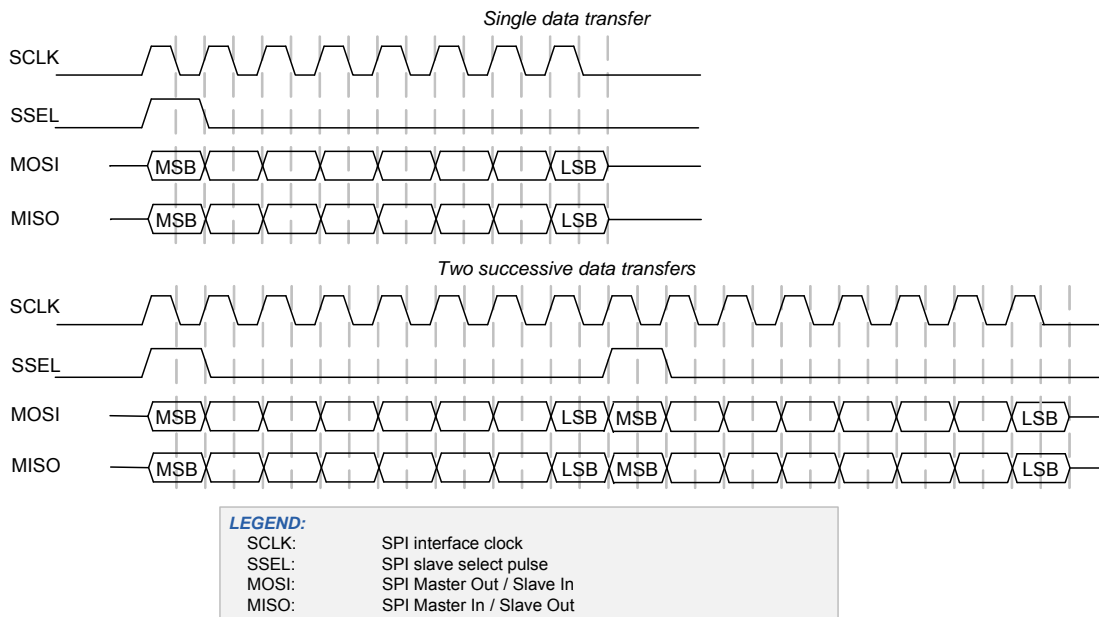 Single data transfer
SCLK
SSEL
MOSI MSB LSB
MISO MSB LSB
Two successive data transfers
SCLK
SSEL
MOSI MSB LSB MSB LSB
MISO MSB LSB MSB LSB
LEGEND:
SCLK: SPI interface clock
SSEL: SPI slave select pulse
MOSI: SPI Master Out / Slave In
MISO: SPI Master In / Slave Out